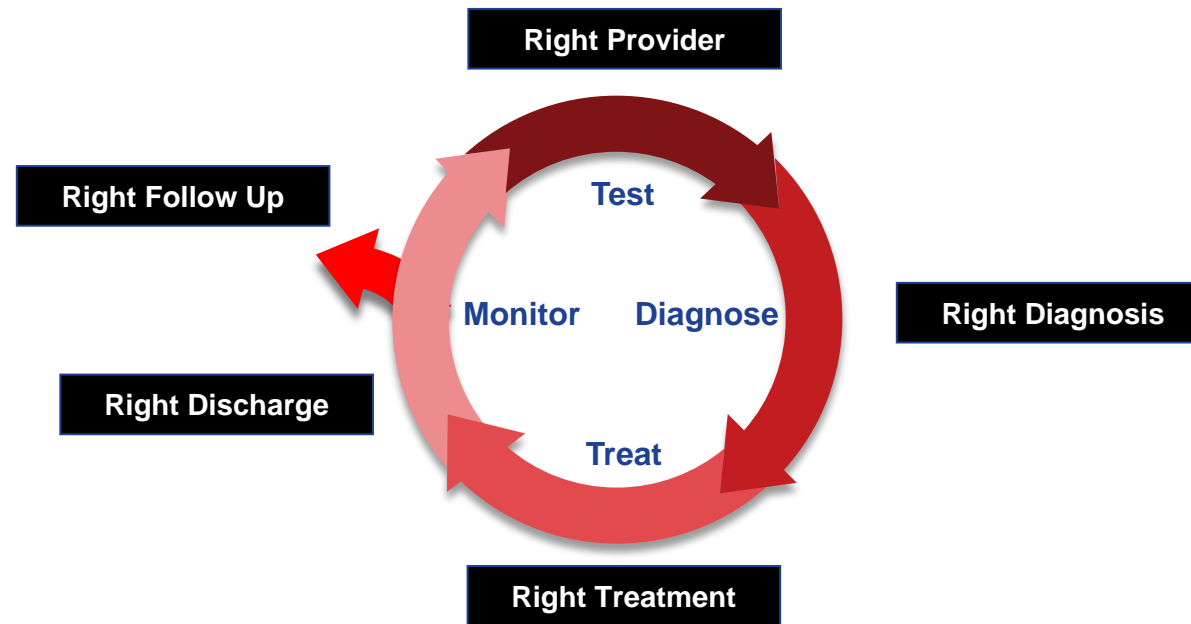 Right Provider
Right Follow Up
Test
Monitor
Diagnose
Right Diagnosis
Right Discharge
Treat
Right Treatment